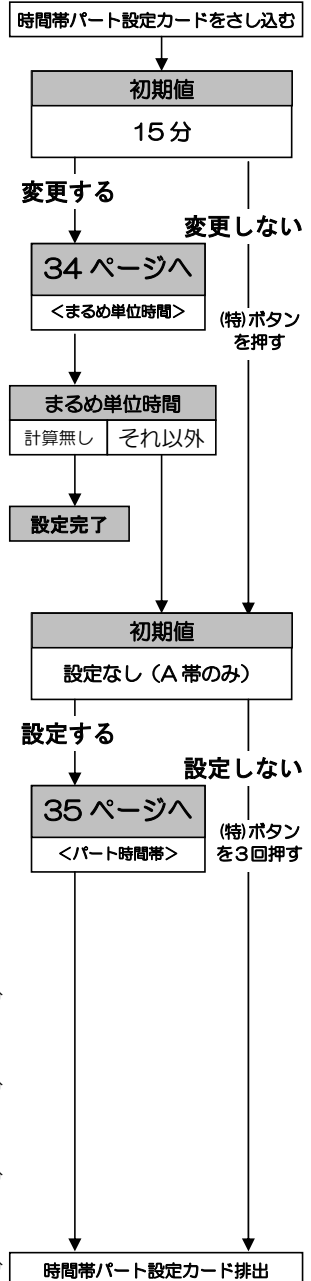 時間帯パート設定カードをさし込む
初期値
15分
変更する
変更しない
34 ページへ
＜まるめ単位時間＞
(特)ボタン
を押す
まるめ単位時間
計算無し
それ以外
設定完了
初期値
設定なし（A 帯のみ）
設定する
設定しない
35 ページへ
＜パート時間帯＞
(特)ボタン
を3回押す
時間帯パート設定カード排出